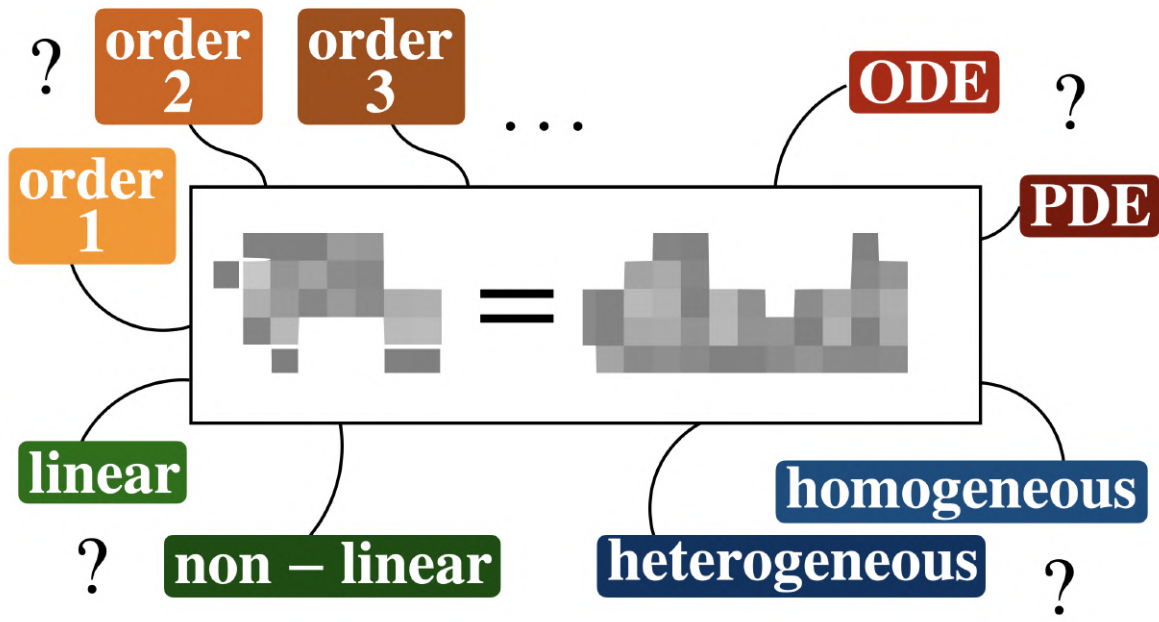 ?
order
2
order
3
...
ODE
?
order
1
PDE
=
linear
homogeneous
?
non – linear
heterogeneous
?